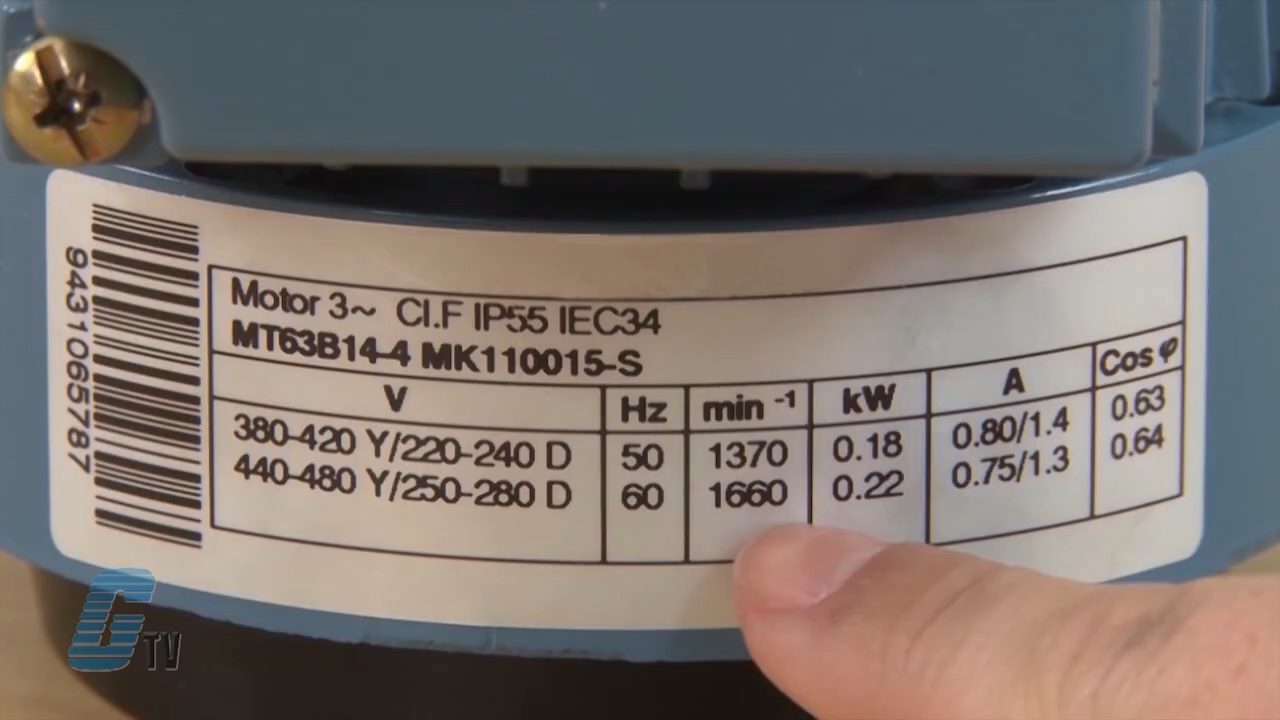 9431065787
Motor 3~ Cl.F IP55 IEC34
MT63B14-4 MK110015-S
V Hz min⁻¹ kW A Cos φ
380-420 Y/220-240 D 50 1370 0.18 0.80/1.4 0.63
440-480 Y/250-280 D 60 1660 0.22 0.75/1.3 0.64
GTV